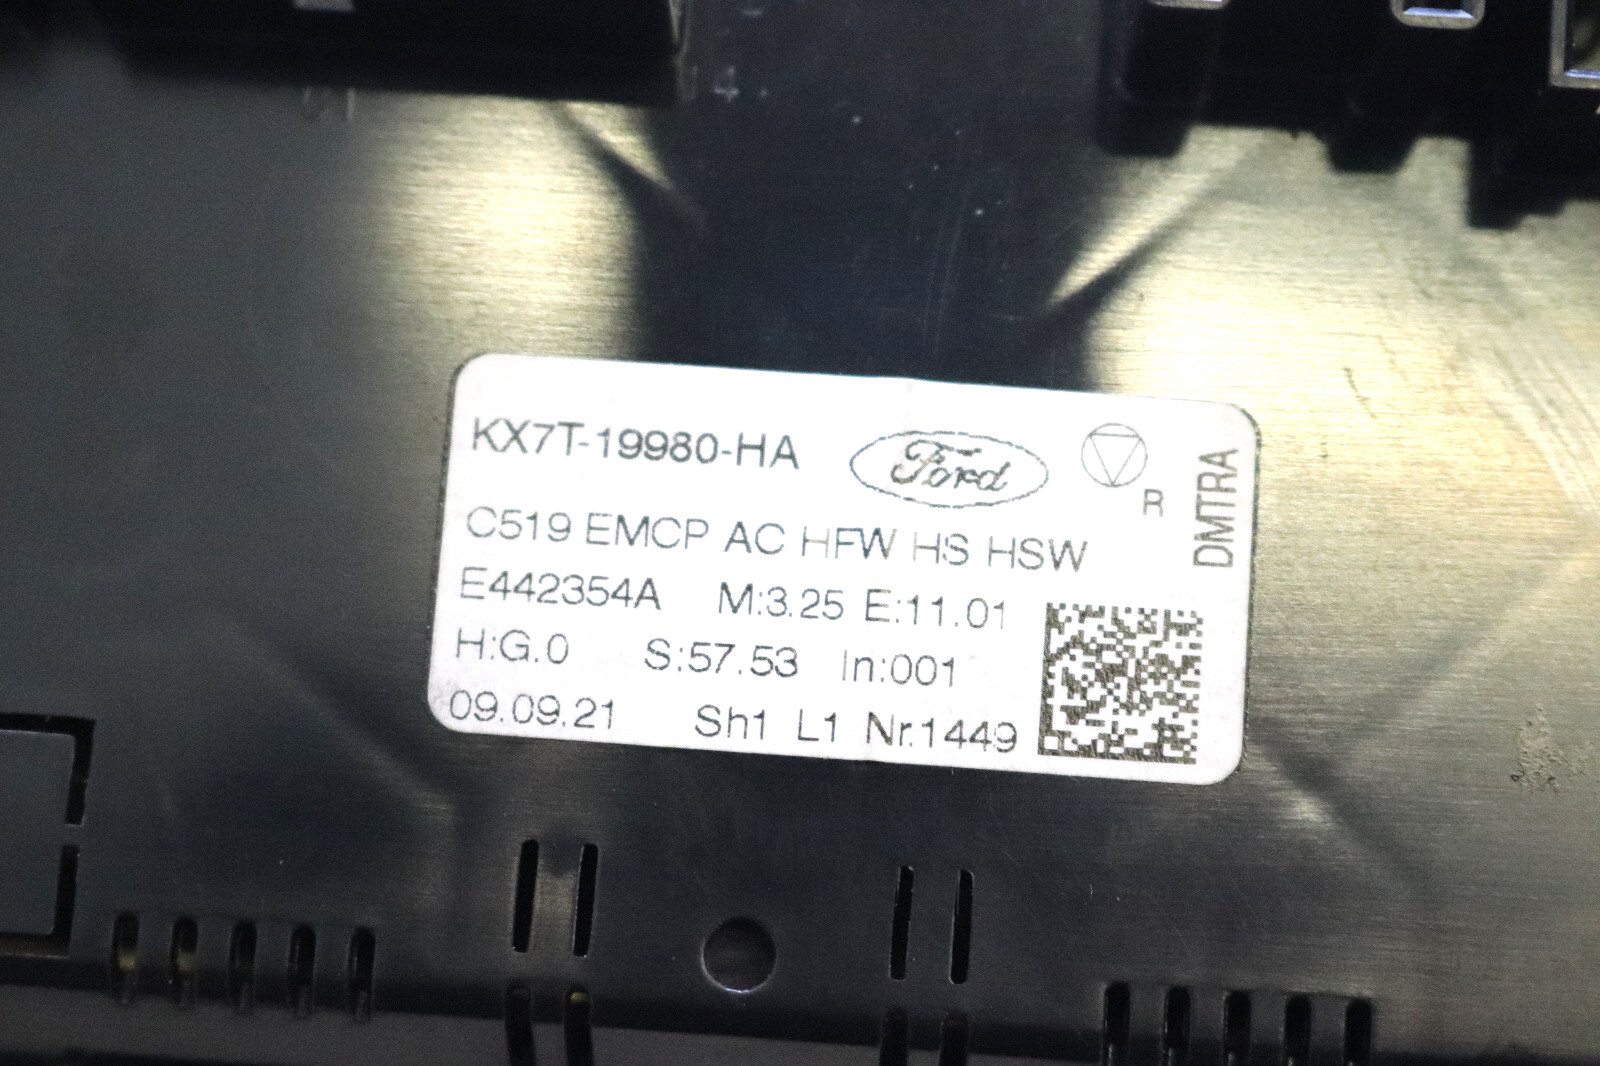 KX7T-19980-HA Ford
R
DMTRA
C519 EMCP AC HFW HS HSW
E442354A M:3.25 E:11.01
H:G.0 S:57.53 In:001
09.09.21 Sh1 L1 Nr.1449